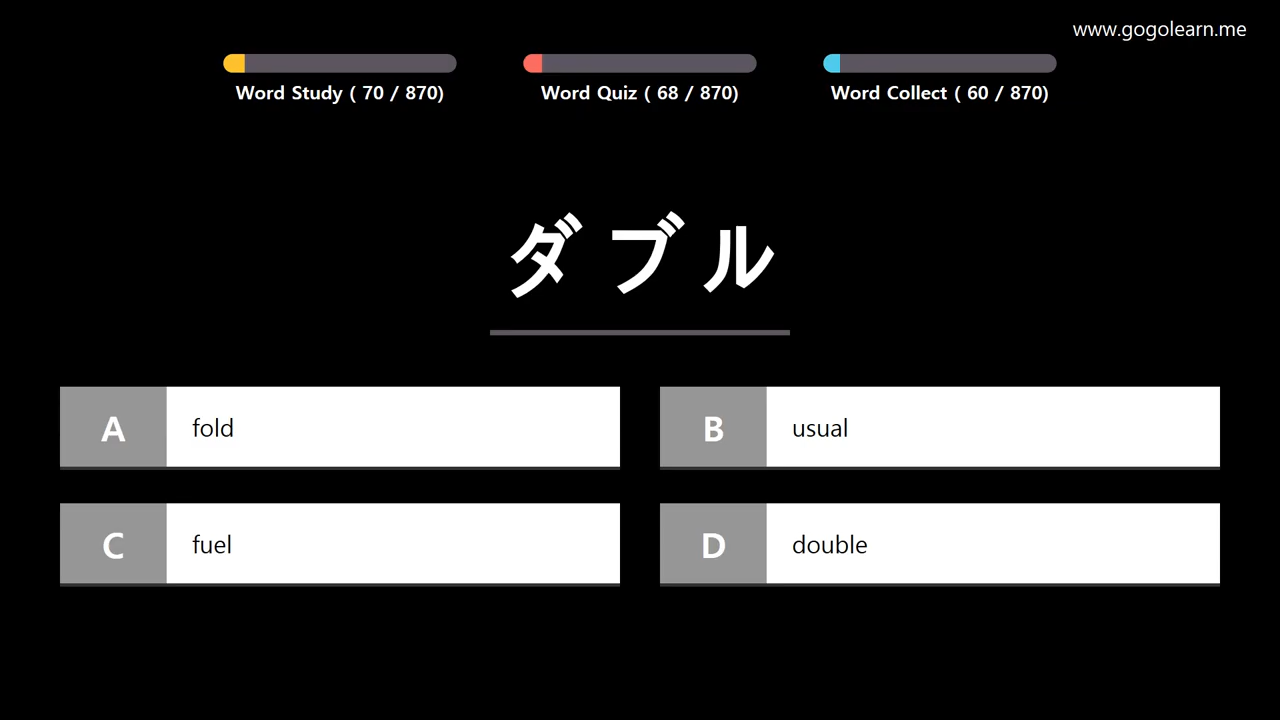 www.gogolearn.me
Word Study ( 70 / 870)
Word Quiz ( 68 / 870)
Word Collect ( 60 / 870)
ダブル
A fold
B usual
C fuel
D double